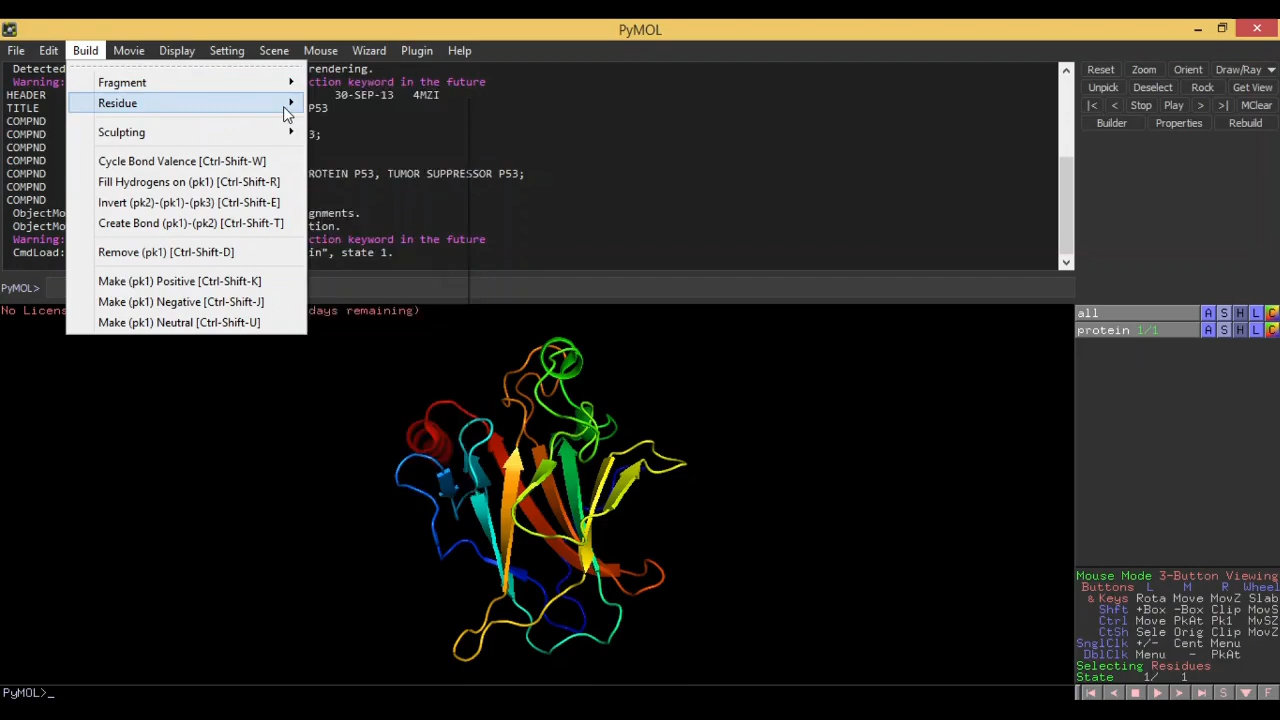 PyMOL
File Edit Build Movie Display Setting Scene Mouse Wizard Plugin Help
Detected rendering.
Warning: ction keyword in the future
HEADER 30-SEP-13 4MZI
TITLE P53
COMPND
COMPND 3;
COMPND
COMPND ROTEIN P53, TUMOR SUPPRESSOR P53;
COMPND
COMPND
ObjectMo gnments.
ObjectMo tion.
Warning: ction keyword in the future
CmdLoad: in", state 1.
PyMOL>
Fragment
Residue
Sculpting
Cycle Bond Valence [Ctrl-Shift-W]
Fill Hydrogens on (pk1) [Ctrl-Shift-R]
Invert (pk2)-(pk1)-(pk3) [Ctrl-Shift-E]
Create Bond (pk1)-(pk2) [Ctrl-Shift-T]
Remove (pk1) [Ctrl-Shift-D]
Make (pk1) Positive [Ctrl-Shift-K]
Make (pk1) Negative [Ctrl-Shift-J]
Make (pk1) Neutral [Ctrl-Shift-U]
Reset Zoom Orient Draw/Ray
Unpick Deselect Rock Get View
|< < Stop Play > >| MClear
Builder Properties Rebuild
No Licens days remaining)
all A S H L C
protein 1/1 A S H L C
Mouse Mode 3-Button Viewing
Buttons L M R Wheel
& Keys Rota Move MovZ Slab
Shft +Box -Box Clip MovS
Ctrl Move PkAt Pk1 MvSZ
CtSh Sele Orig Clip MovZ
SnglClk +/- Cent Menu
DblClk Menu - PkAt
Selecting Residues
State 1/ 1
S F
PyMOL>_